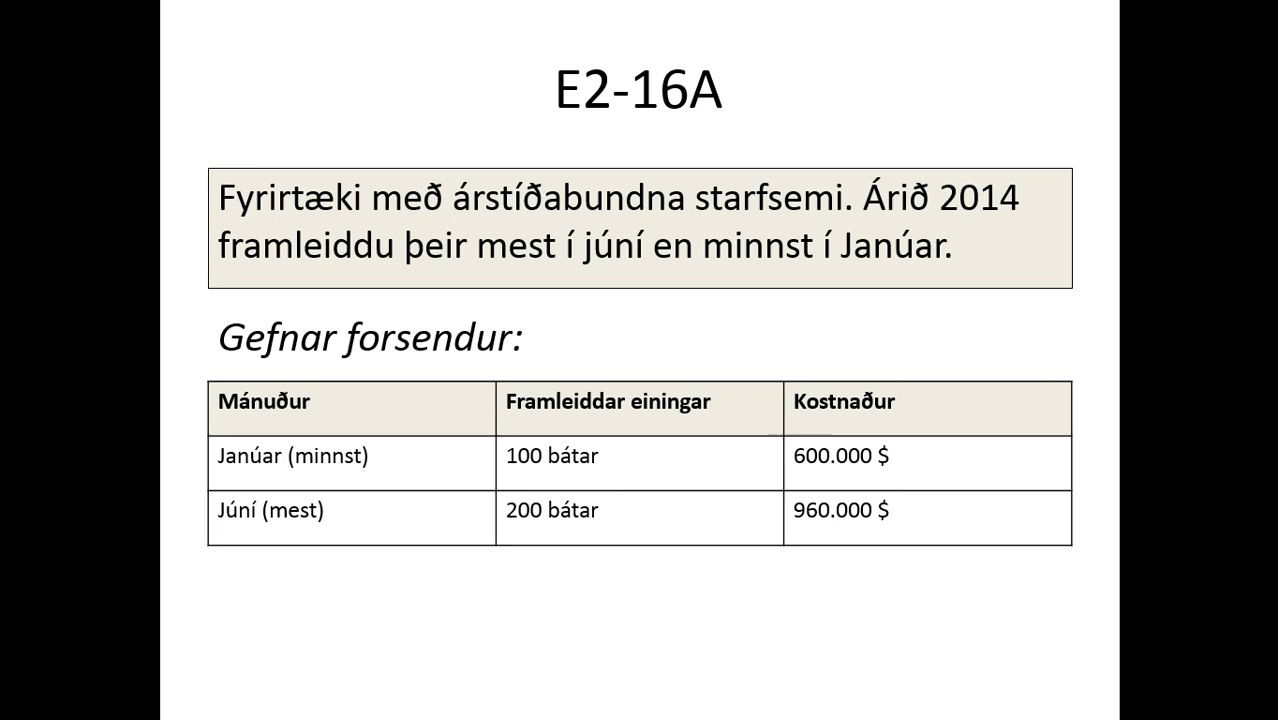 E2-16A
Fyrirtæki með árstíðabundna starfsemi. Árið 2014
framleiddu þeir mest í júní en minnst í Janúar.
Gefnar forsendur:
Mánuður Framleiddar einingar Kostnaður
Janúar (minnst) 100 bátar 600.000 $
Júní (mest) 200 bátar 960.000 $